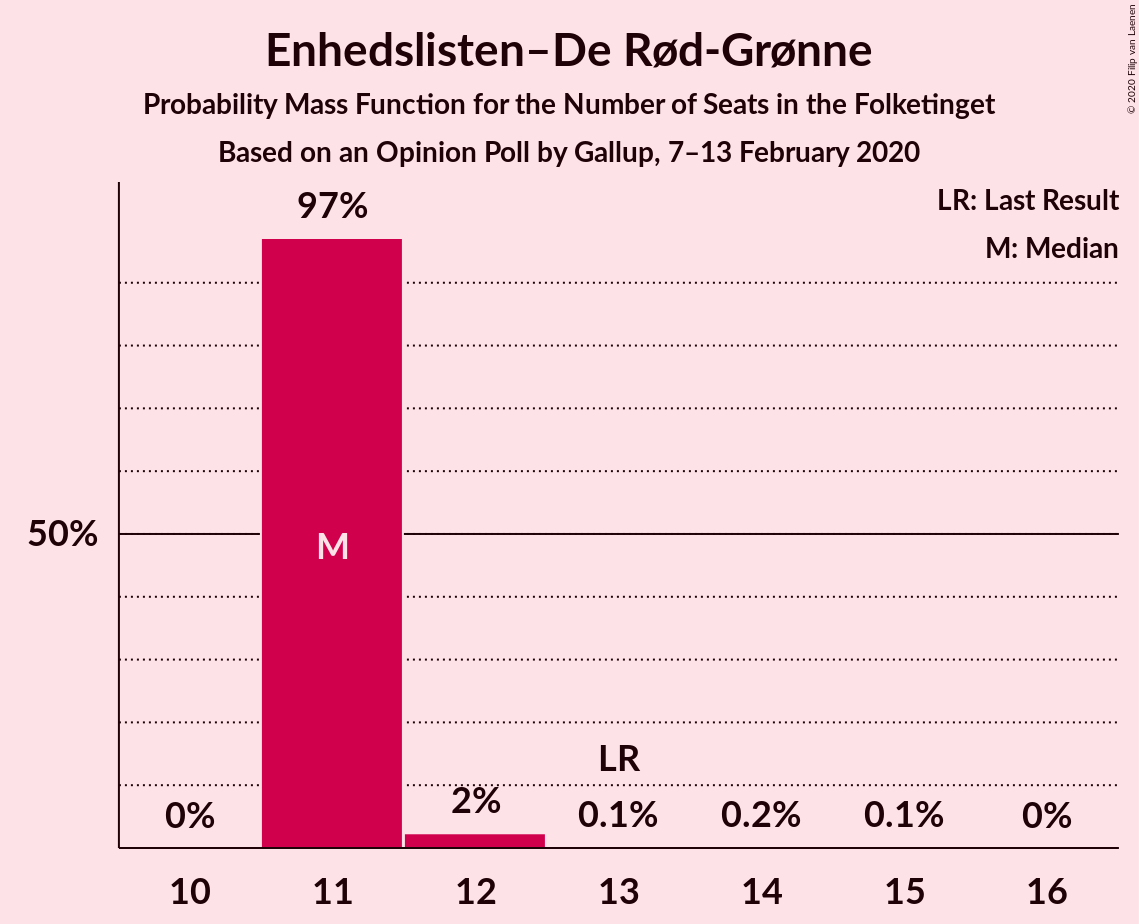 Enhedslisten–De Rød-Grønne
Probability Mass Function for the Number of Seats in the Folketinget
Based on an Opinion Poll by Gallup, 7–13 February 2020
© 2020 Filip van Laenen
LR: Last Result
M: Median
97%
50%
M
LR
0%
2%
0.1%
0.2%
0.1%
0%
10
11
12
13
14
15
16